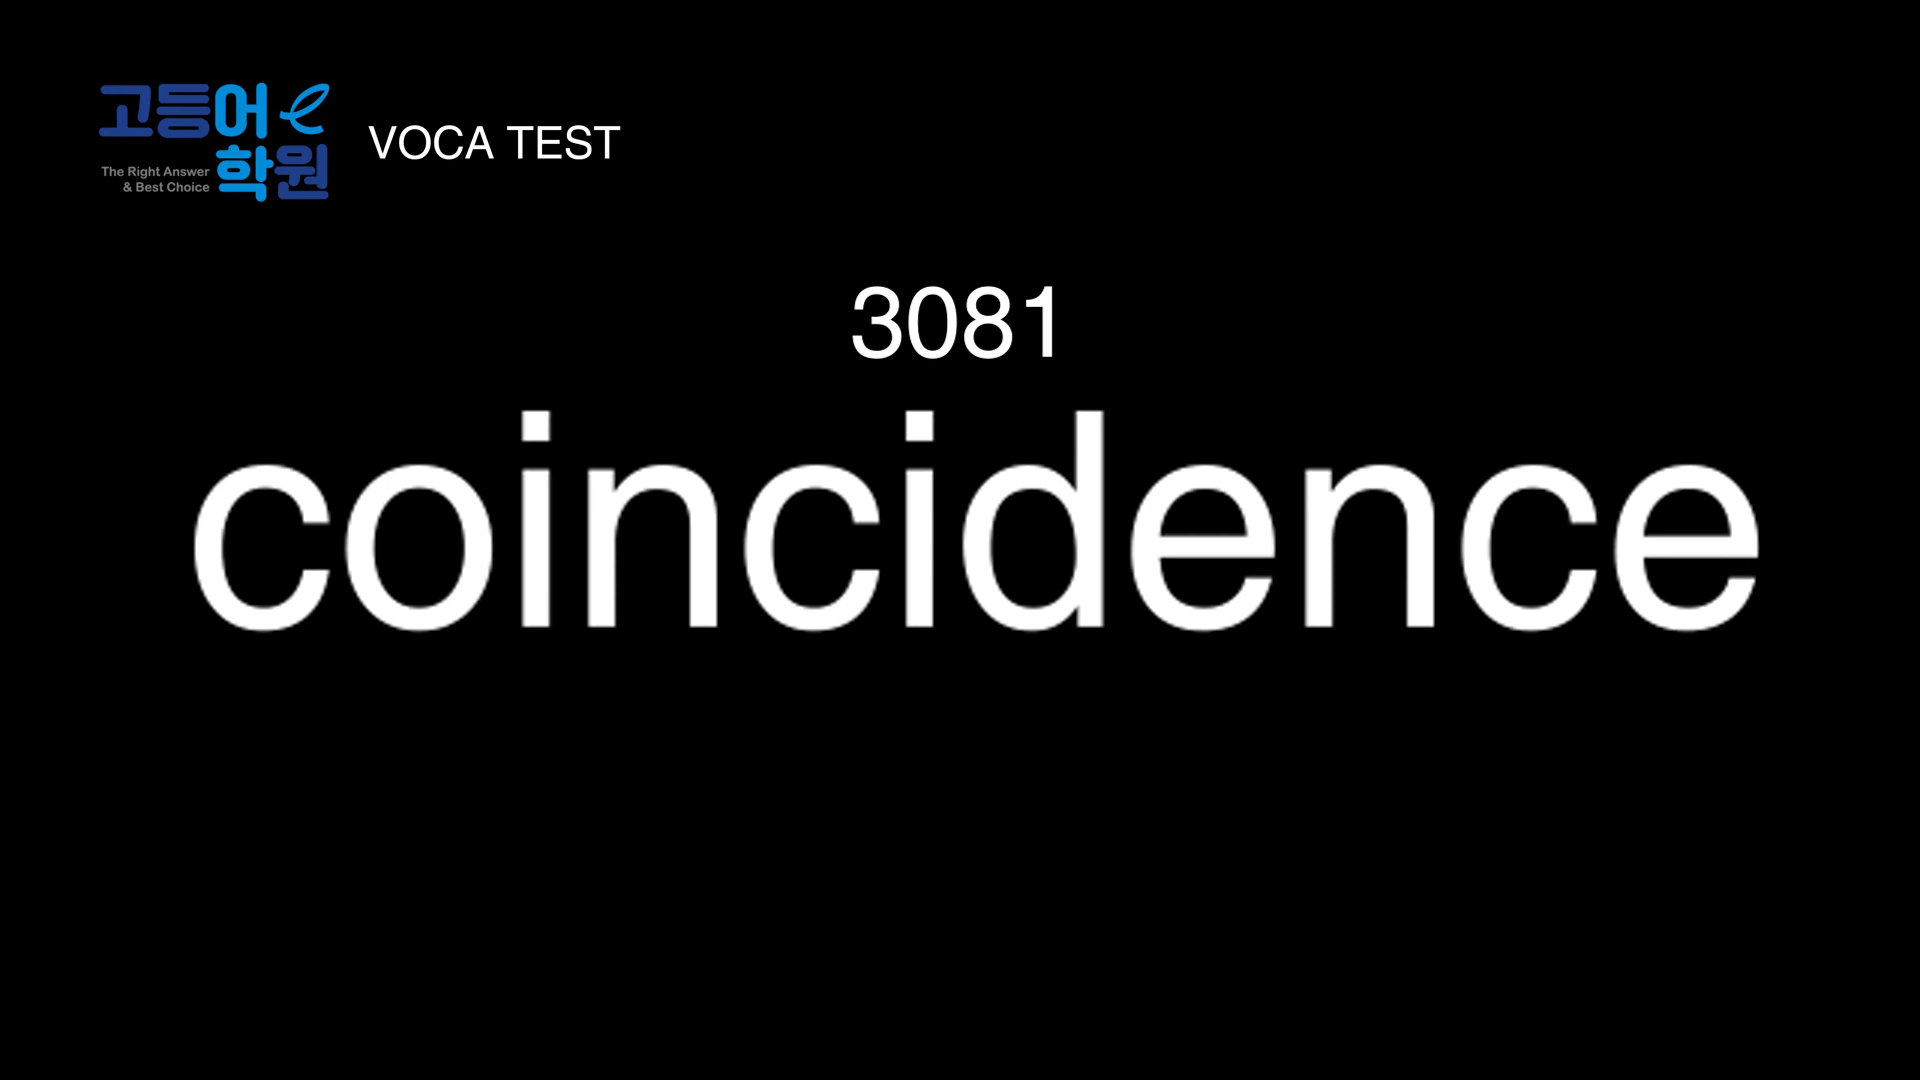 고등어
학원
The Right Answer
& Best Choice
VOCA TEST
3081
coincidence